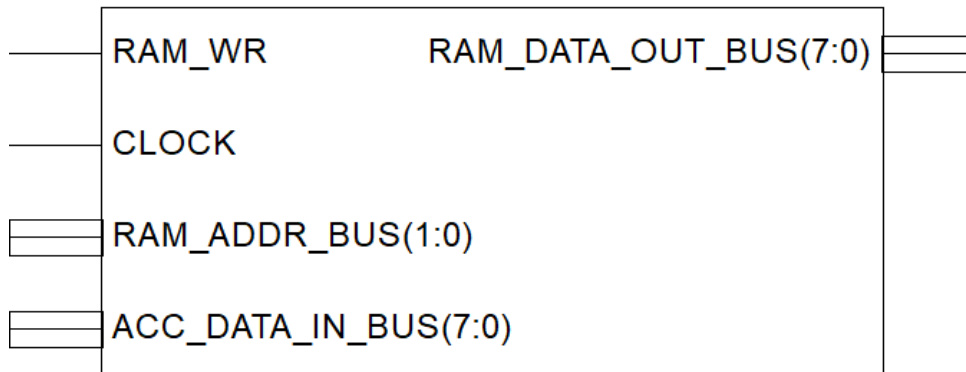 RAM_WR RAM_DATA_OUT_BUS(7:0)
CLOCK
RAM_ADDR_BUS(1:0)
ACC_DATA_IN_BUS(7:0)